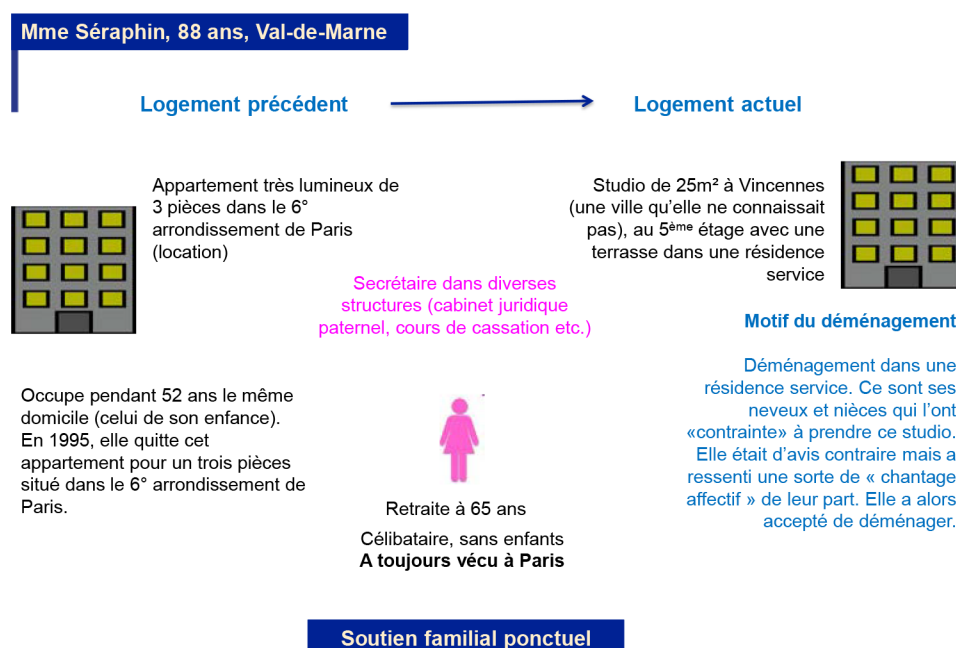 Mme Séraphin, 88 ans, Val-de-Marne
Logement précédent
Logement actuel
Appartement très lumineux de
3 pièces dans le 6°
arrondissement de Paris
(location)
Studio de 25m² à Vincennes
(une ville qu'elle ne connaissait
pas), au 5ème étage avec une
terrasse dans une résidence
service
Secrétaire dans diverses
structures (cabinet juridique
paternel, cours de cassation etc.)
Motif du déménagement
Déménagement dans une
résidence service. Ce sont ses
neveux et nièces qui l'ont
«contrainte» à prendre ce studio.
Elle était d'avis contraire mais a
ressenti une sorte de « chantage
affectif » de leur part. Elle a alors
accepté de déménager.
Occupe pendant 52 ans le même
domicile (celui de son enfance).
En 1995, elle quitte cet
appartement pour un trois pièces
situé dans le 6° arrondissement de
Paris.
Retraite à 65 ans
Célibataire, sans enfants
A toujours vécu à Paris
Soutien familial ponctuel